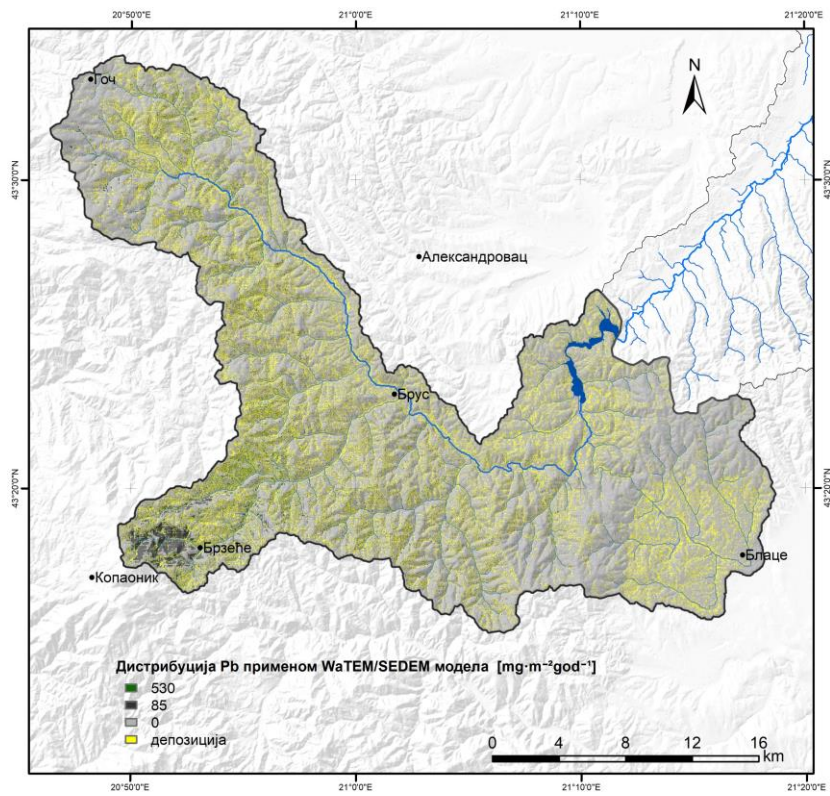 20°50'0"E 21°0'0"E 21°10'0"E 21°20'0"E
Гоч
N
43°30'0"N 43°30'0"N
Александровац
Брус
43°20'0"N 43°20'0"N
Брзеће
Блаце
Копаоник
Дистрибуција Pb применом WaTEM/SEDEM модела [mg·m⁻²god⁻¹]
530
85
0
депозиција
0 4 8 12 16
km
20°50'0"E 21°0'0"E 21°10'0"E 21°20'0"E